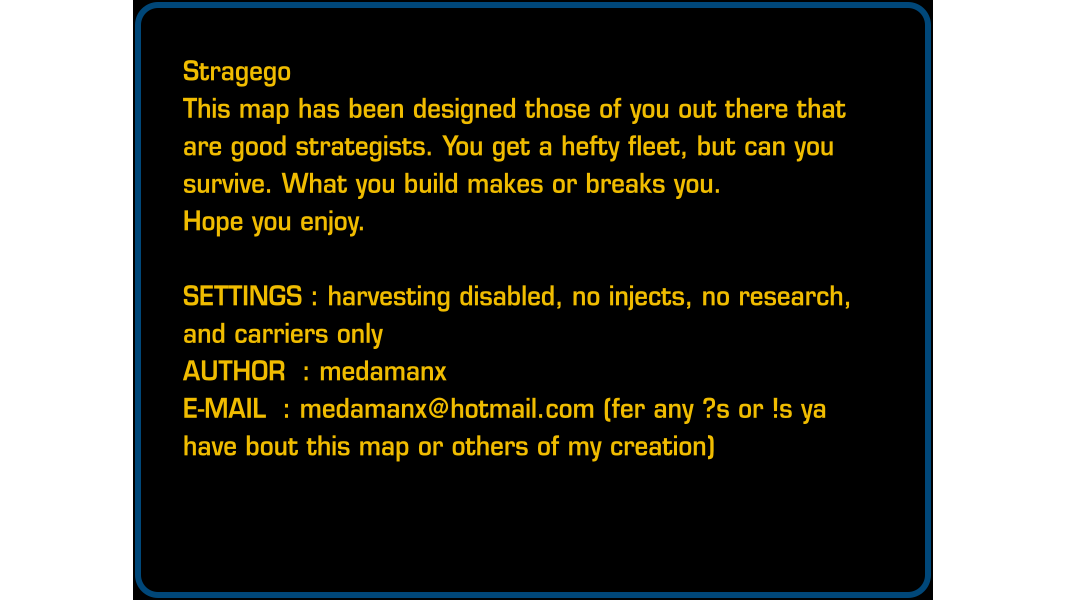 Stragego
This map has been designed those of you out there that
are good strategists. You get a hefty fleet, but can you
survive. What you build makes or breaks you.
Hope you enjoy.
SETTINGS : harvesting disabled, no injects, no research,
and carriers only
AUTHOR : medamanx
E-MAIL : medamanx@hotmail.com (fer any ?s or !s ya
have bout this map or others of my creation)